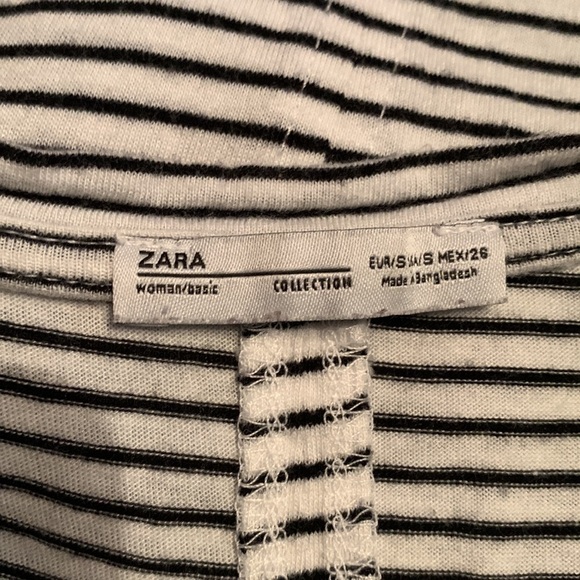 ZARA
woman/basic COLLECTION
EUR/S USA/S MEX/26
Made in Bangladesh